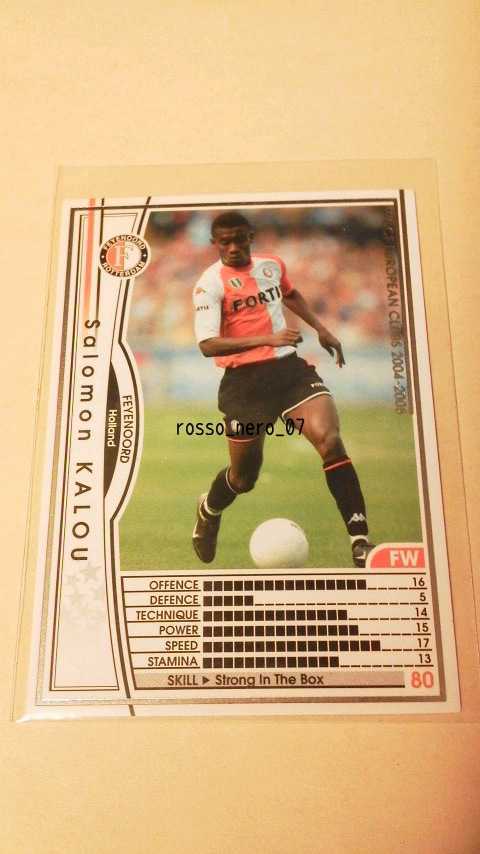 FEYENOORD
ROTTERDAM
Salomon KALOU
FEYENOORD
Holland
EUROPEAN CLUBS 2004-2005
FORTI
rosso_nero_07
FW
OFFENCE 16
DEFENCE 5
TECHNIQUE 14
POWER 15
SPEED 17
STAMINA 13
SKILL ▶ Strong In The Box 80